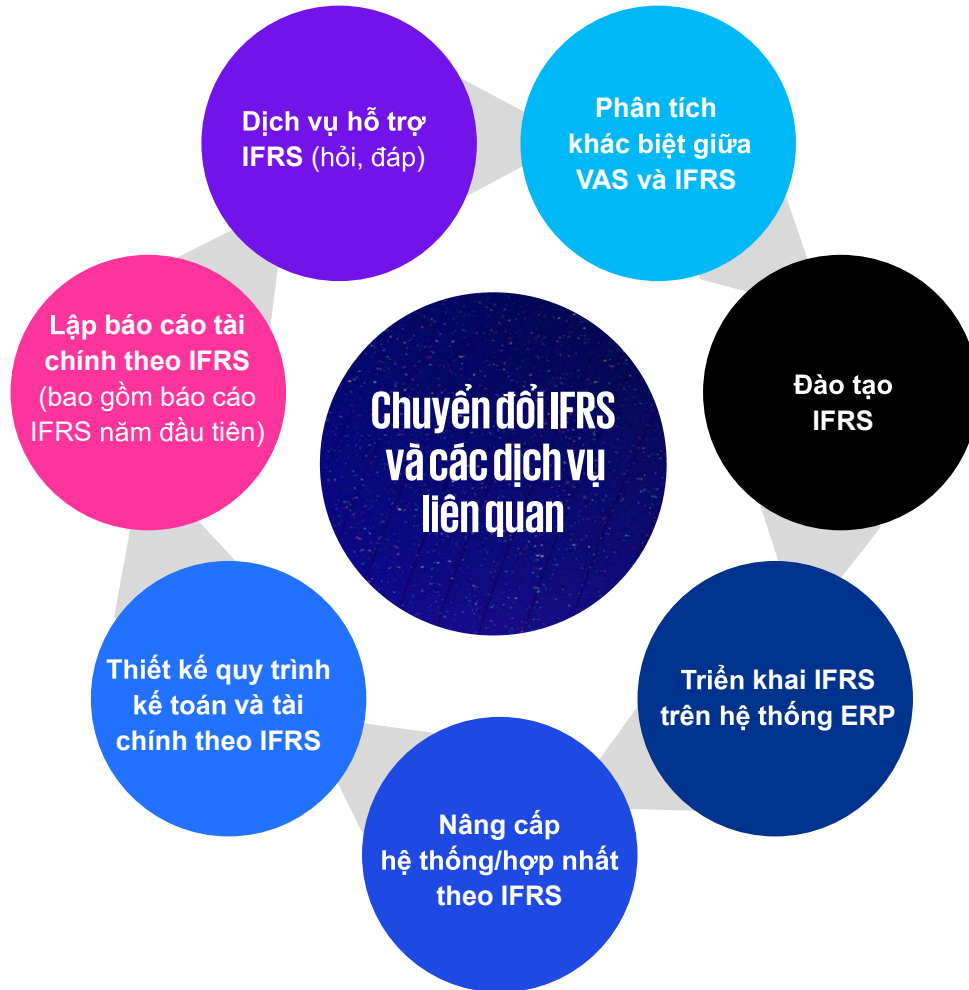 Dịch vụ hỗ trợ
IFRS (hỏi, đáp)
Phân tích
khác biệt giữa
VAS và IFRS
Lập báo cáo tài
chính theo IFRS
(bao gồm báo cáo
IFRS năm đầu tiên)
Chuyển đổi IFRS
và các dịch vụ
liên quan
Đào tạo
IFRS
Thiết kế quy trình
kế toán và tài
chính theo IFRS
Triển khai IFRS
trên hệ thống ERP
Nâng cấp
hệ thống/hợp nhất
theo IFRS